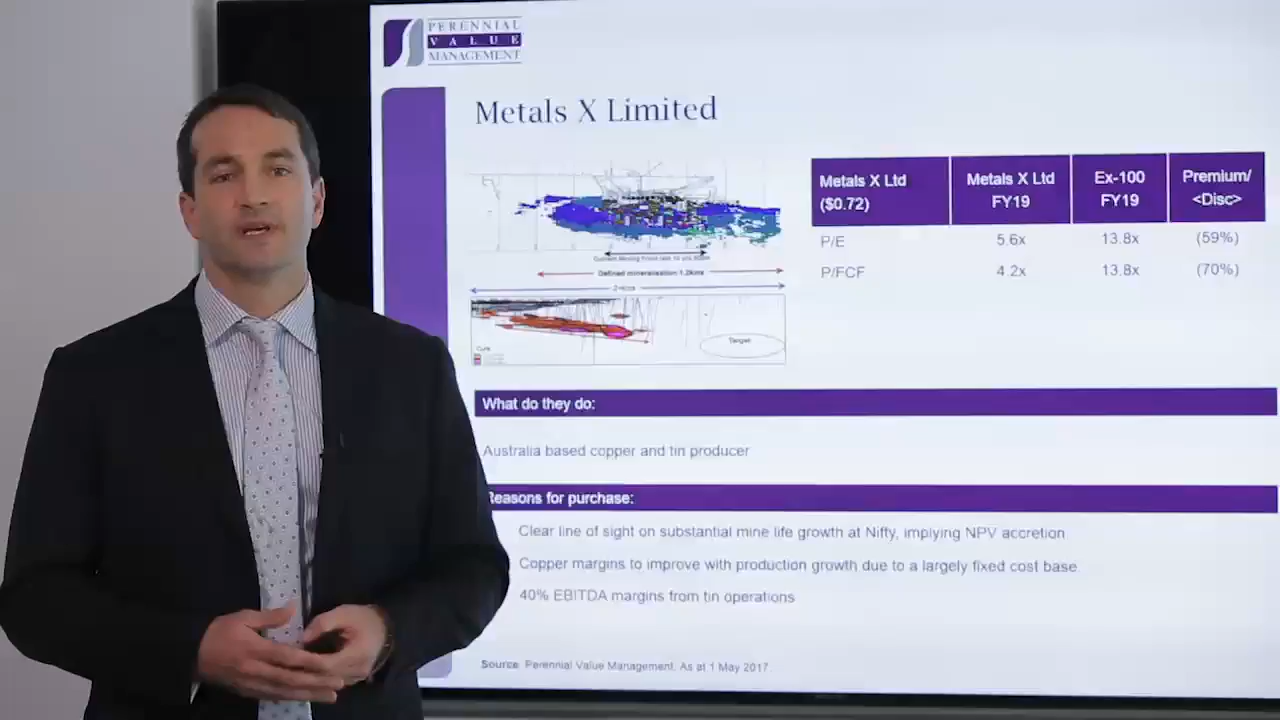 PERENNIAL
VALUE
MANAGEMENT
Metals X Limited
Metals X Ltd
($0.72)
Metals X Ltd
FY19
Ex-100
FY19
Premium/
<Disc>
P/E
5.6x
13.8x
(59%)
P/FCF
4.2x
13.8x
(70%)
Defined mineralisation 1.2kms
Target
What do they do:
Australia based copper and tin producer
Reasons for purchase:
Clear line of sight on substantial mine life growth at Nifty, implying NPV accretion
Copper margins to improve with production growth due to a largely fixed cost base.
40% EBITDA margins from tin operations
Source: Perennial Value Management. As at 1 May 2017.